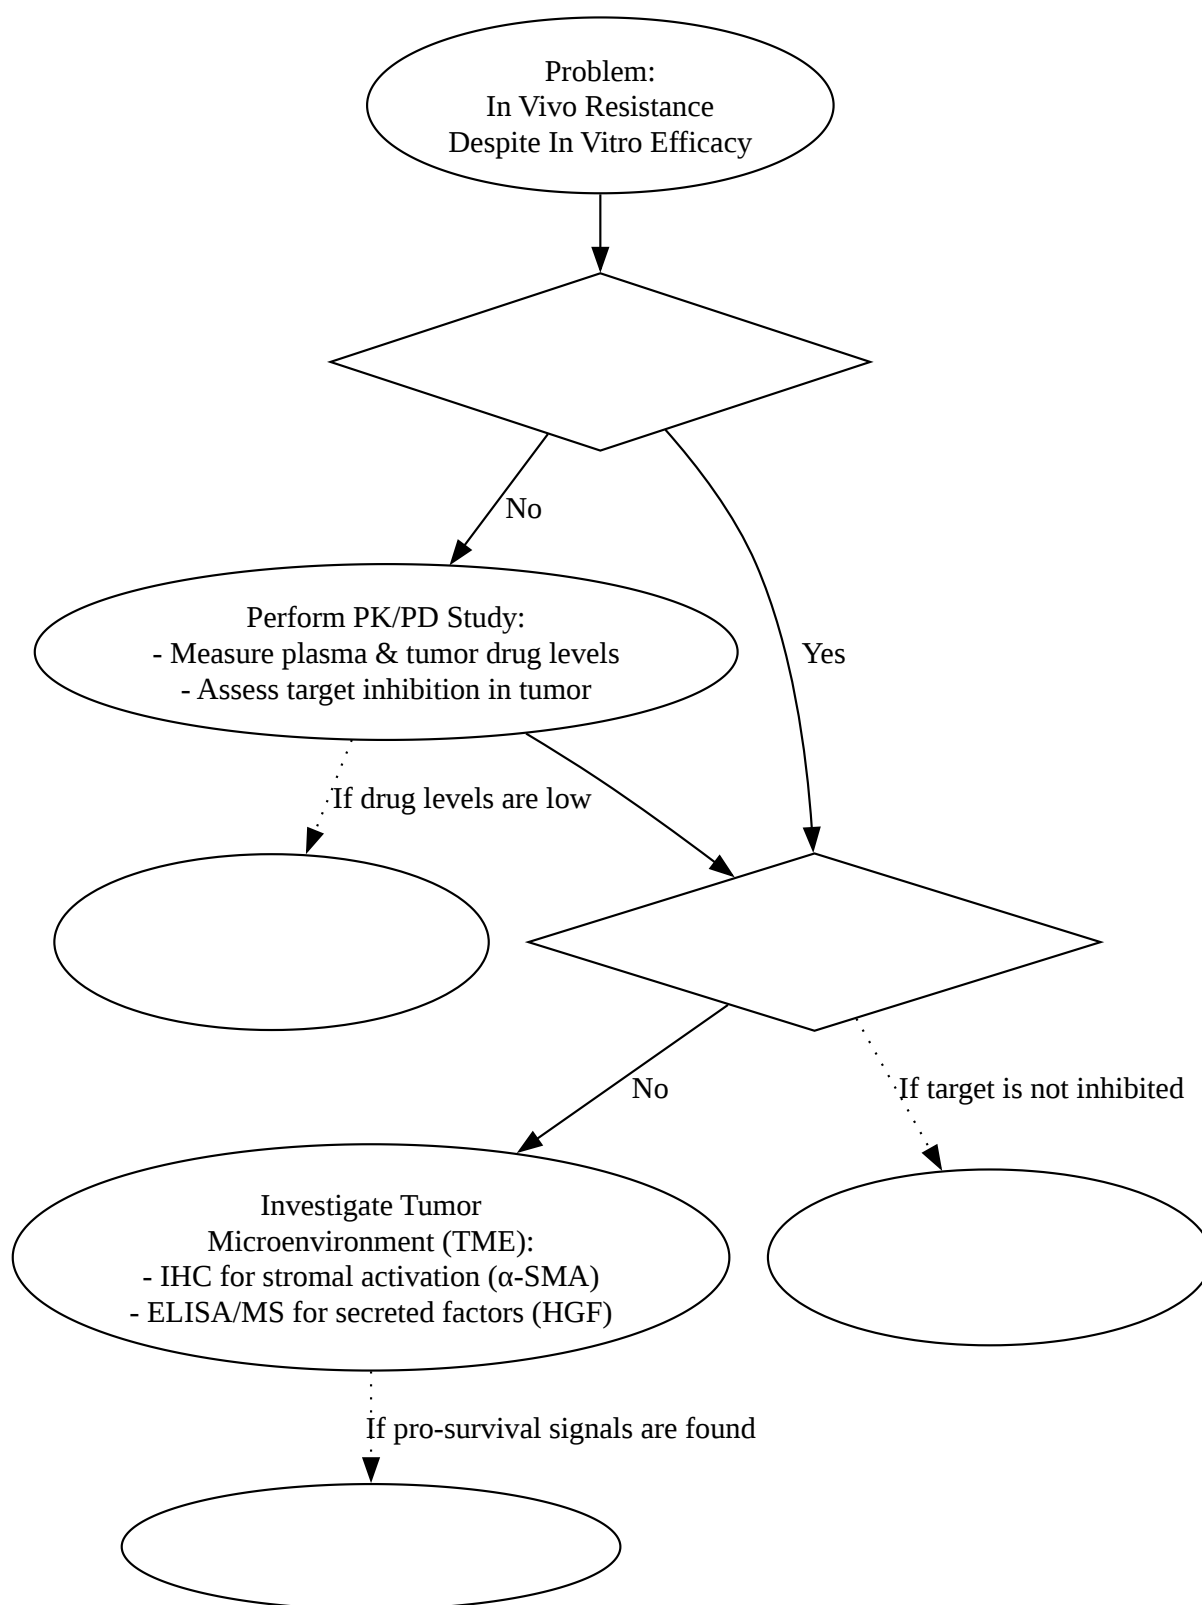 Problem:
In Vivo Resistance
Despite In Vitro Efficacy
No
Perform PK/PD Study:
- Measure plasma & tumor drug levels
- Assess target inhibition in tumor
Yes
If drug levels are low
No
If target is not inhibited
Investigate Tumor
Microenvironment (TME):
- IHC for stromal activation (α-SMA)
- ELISA/MS for secreted factors (HGF)
If pro-survival signals are found